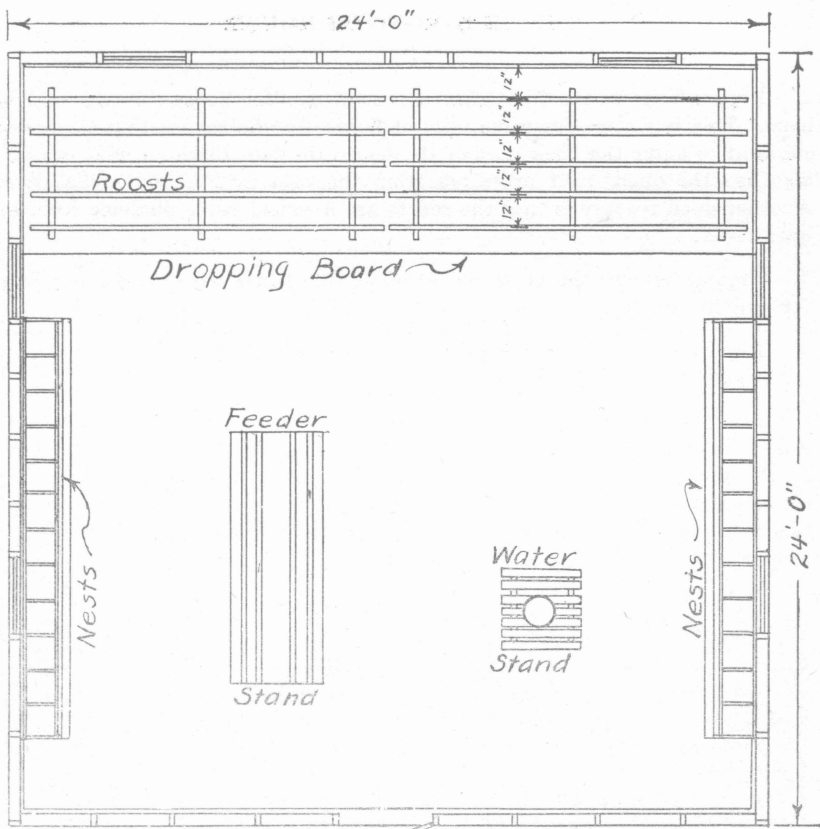 24'-0"
12"
12"
12"
12"
12"
Roosts
Dropping Board
Feeder
Stand
Water
Stand
Nests
Nests
24'-0"